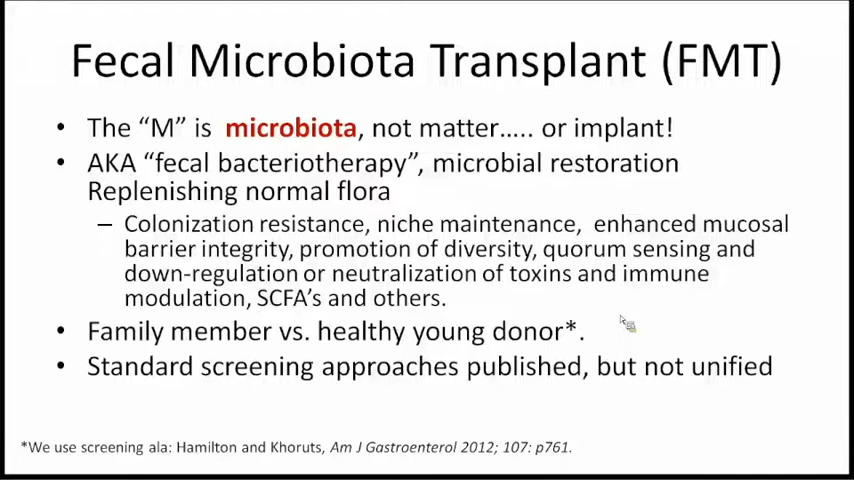 Fecal Microbiota Transplant (FMT)
• The “M” is microbiota, not matter….. or implant!
• AKA “fecal bacteriotherapy”, microbial restoration
Replenishing normal flora
– Colonization resistance, niche maintenance, enhanced mucosal
barrier integrity, promotion of diversity, quorum sensing and
down-regulation or neutralization of toxins and immune
modulation, SCFA’s and others.
• Family member vs. healthy young donor*.
• Standard screening approaches published, but not unified
*We use screening ala: Hamilton and Khoruts, Am J Gastroenterol 2012; 107: p761.